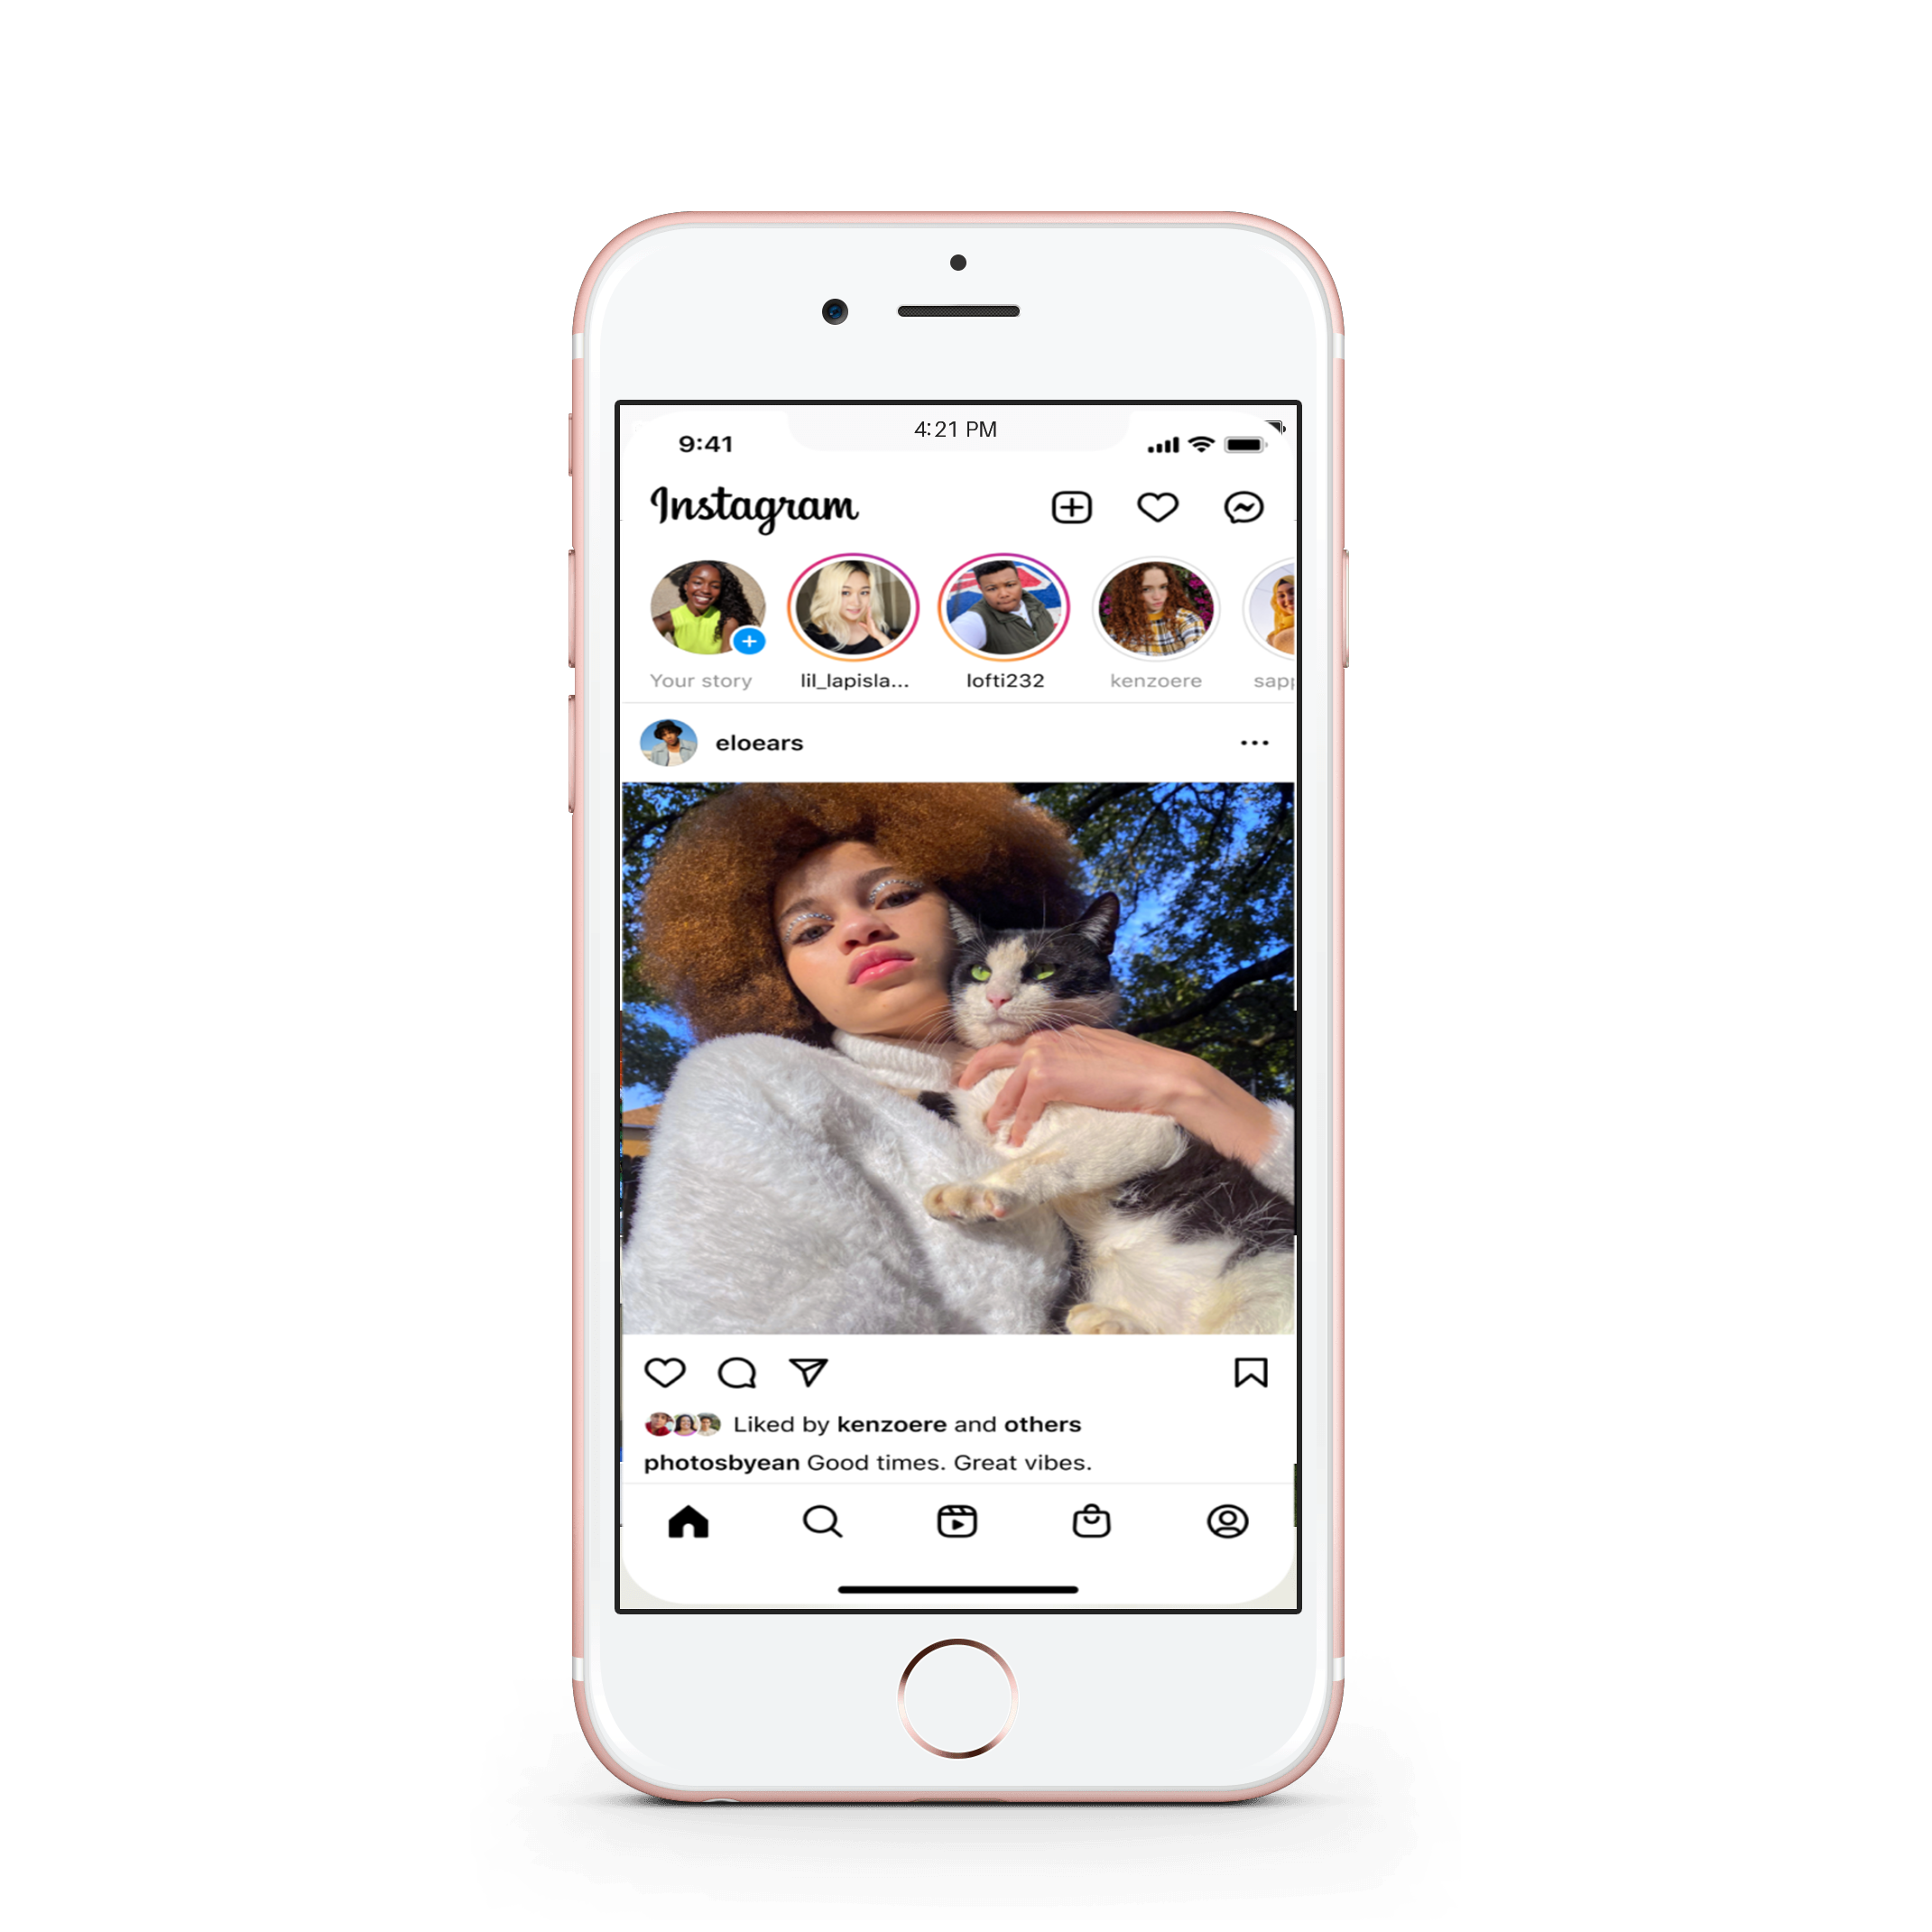 4:21 PM
9:41
Instagram
Your story lil_lapisla... lofti232 kenzoere sapp
eloears
Liked by kenzoere and others
photosbyean Good times. Great vibes.